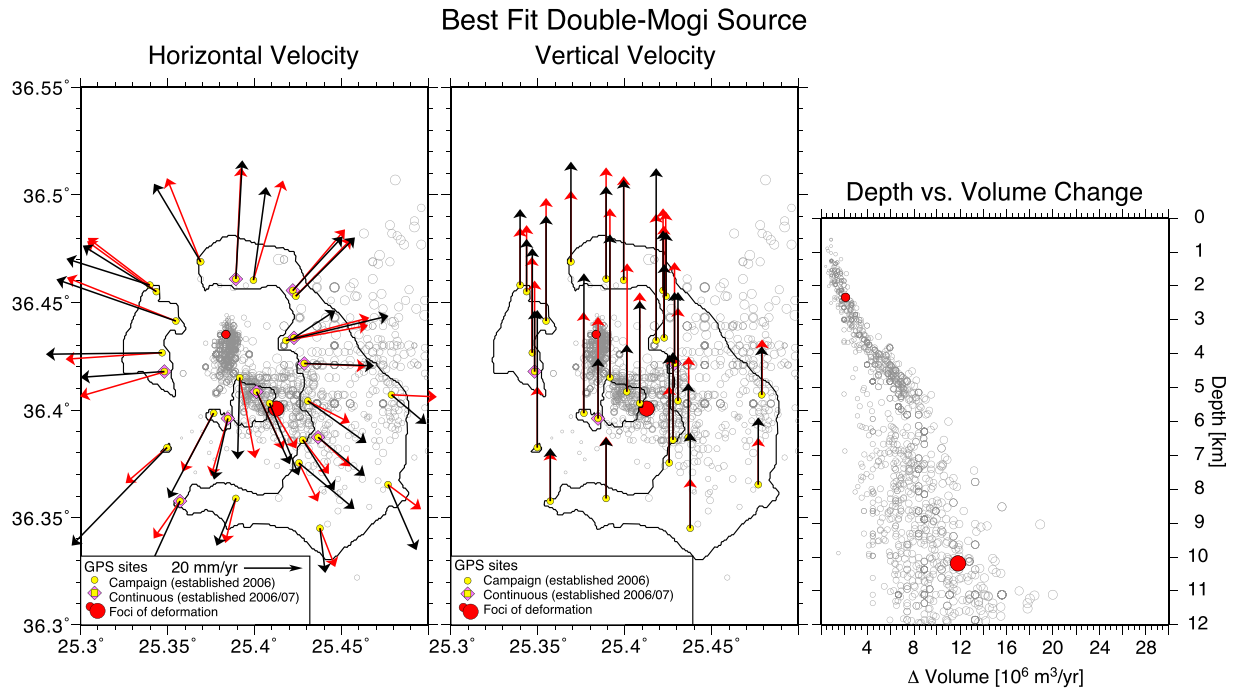 Best Fit Double-Mogi Source
Horizontal Velocity
Vertical Velocity
36.55°
36.5°
36.45°
36.4°
36.35°
36.3°
25.3°
25.35°
25.4°
25.45°
GPS sites
20 mm/yr
Campaign (established 2006)
Continuous (established 2006/07)
Foci of deformation
25.3°
25.35°
25.4°
25.45°
GPS sites
Campaign (established 2006)
Continuous (established 2006/07)
Foci of deformation
Depth vs. Volume Change
0
1
2
3
4
5
6
7
8
9
10
11
12
Depth [km]
4 8 12 16 20 24 28
Δ Volume [10⁶ m³/yr]